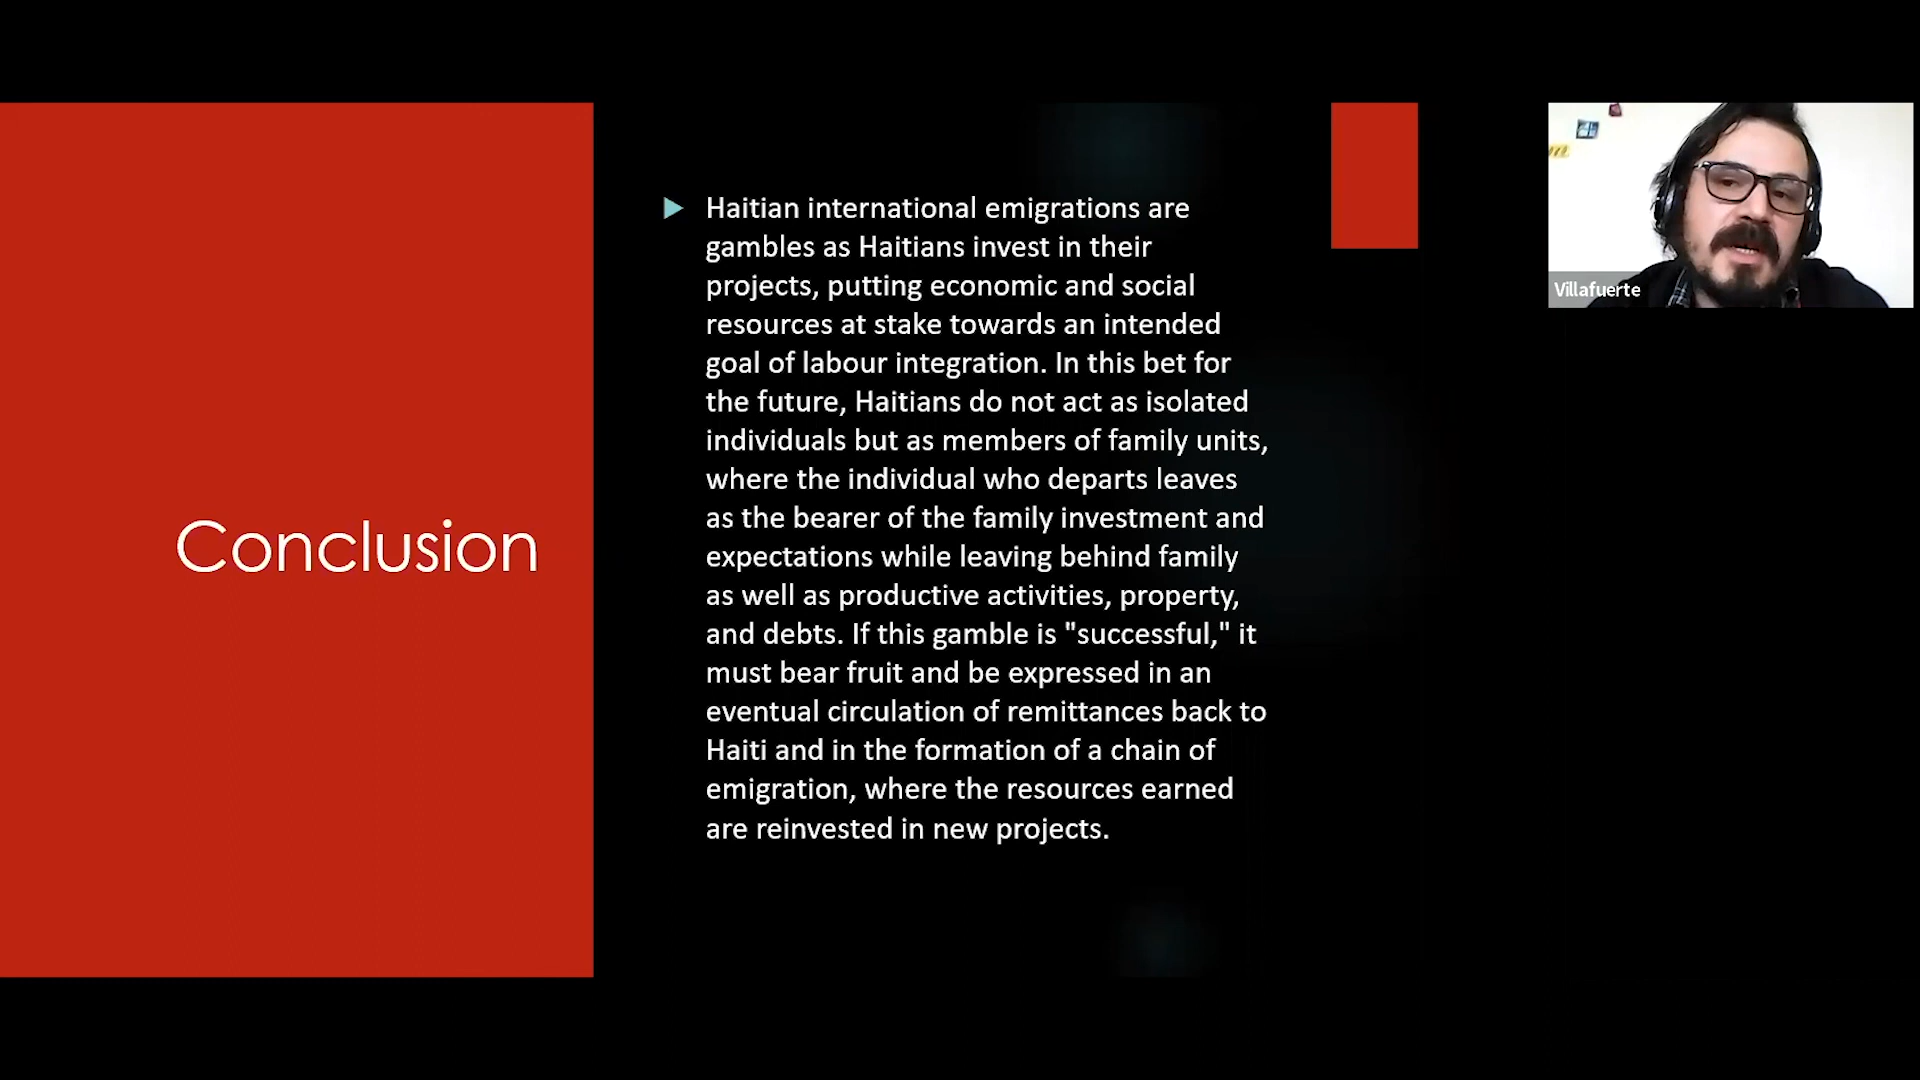 Conclusion
Haitian international emigrations are
gambles as Haitians invest in their
projects, putting economic and social
resources at stake towards an intended
goal of labour integration. In this bet for
the future, Haitians do not act as isolated
individuals but as members of family units,
where the individual who departs leaves
as the bearer of the family investment and
expectations while leaving behind family
as well as productive activities, property,
and debts. If this gamble is "successful," it
must bear fruit and be expressed in an
eventual circulation of remittances back to
Haiti and in the formation of a chain of
emigration, where the resources earned
are reinvested in new projects.
Villafuerte